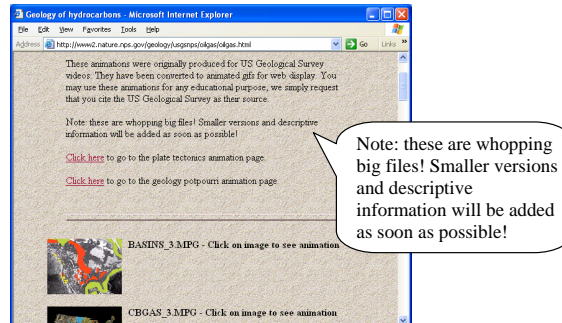 Geology of hydrocarbons - Microsoft Internet Explorer
File Edit View Favorites Tools Help
Address http://www2.nature.nps.gov/geology/usgsnps/oilgas/oilgas.html Go Links »
These animations were originally produced for US Geological Survey
videos. They have been converted to animated gifs for web display. You
may use these animations for any educational purpose, we simply request
that you cite the US Geological Survey as their source.
Note: these are whopping big files! Smaller versions and descriptive
information will be added as soon as possible!
Click here to go to the plate tectonics animation page.
Click here to go to the geology potpourri animation page.
Note: these are whopping
big files! Smaller versions
and descriptive
information will be added
as soon as possible!
BASINS_3.MPG - Click on image to see animation
CBGAS_3.MPG - Click on image to see animation